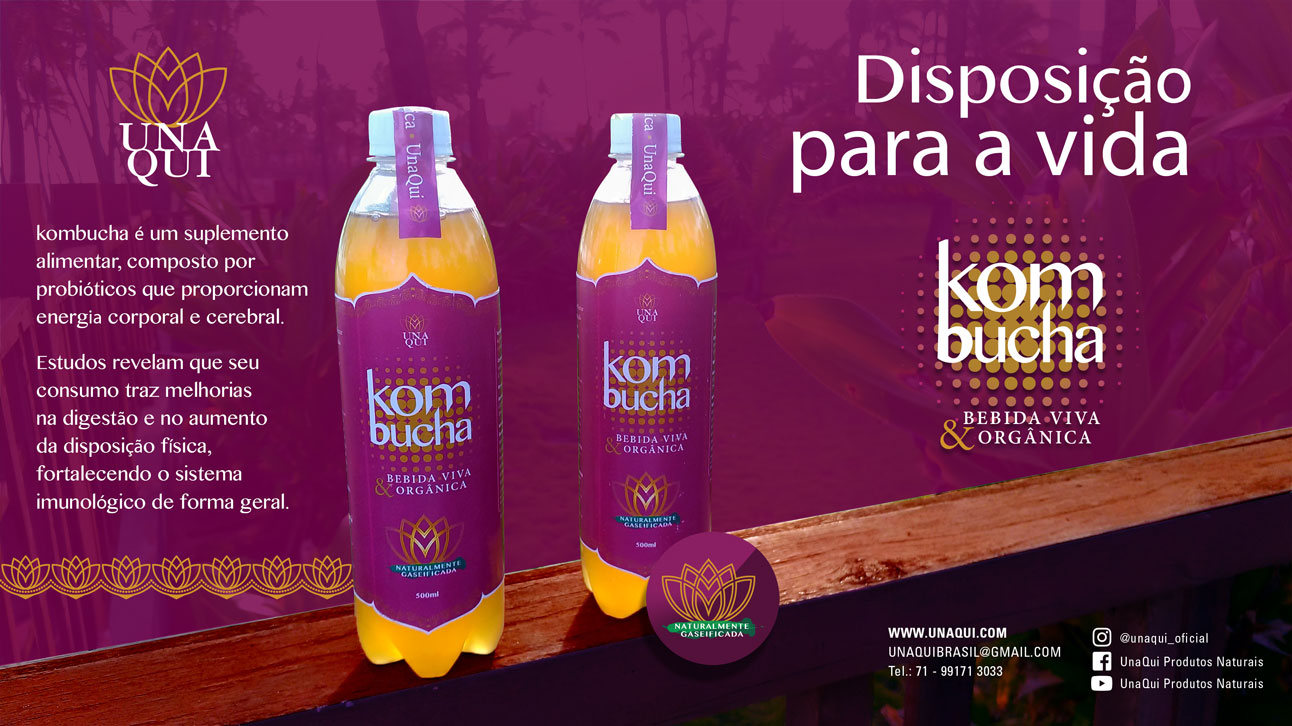 UNA
QUI
kombucha é um suplemento
alimentar, composto por
probióticos que proporcionam
energia corporal e cerebral.
Estudos revelam que seu
consumo traz melhorias
na digestão e no aumento
da disposição física,
fortalecendo o sistema
imunológico de forma geral.
ica UnaQui
UNA
QUI
kom
bucha
BEBIDA VIVA
& ORGÂNICA
NATURALMENTE
GASEIFICADA
500ml
ica UnaQui
UNA
QUI
kom
bucha
BEBIDA VIVA
& ORGÂNICA
NATURALMENTE
GASEIFICADA
500ml
NATURALMENTE
GASEIFICADA
Disposição
para a vida
kom
bucha
BEBIDA VIVA
& ORGÂNICA
WWW.UNAQUI.COM
UNAQUIBRASIL@GMAIL.COM
Tel.: 71 - 99171 3033
@unaqui_oficial
UnaQui Produtos Naturais
UnaQui Produtos Naturais